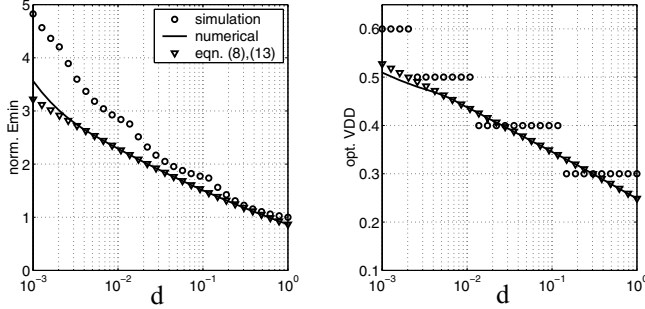 5
4
3
2
1
0
norm. Emin
simulation
numerical
eqn. (8),(13)
10⁻³
10⁻²
10⁻¹
10⁰
d
0.6
0.5
0.4
0.3
0.2
0.1
opt. VDD
10⁻³
10⁻²
10⁻¹
10⁰
d